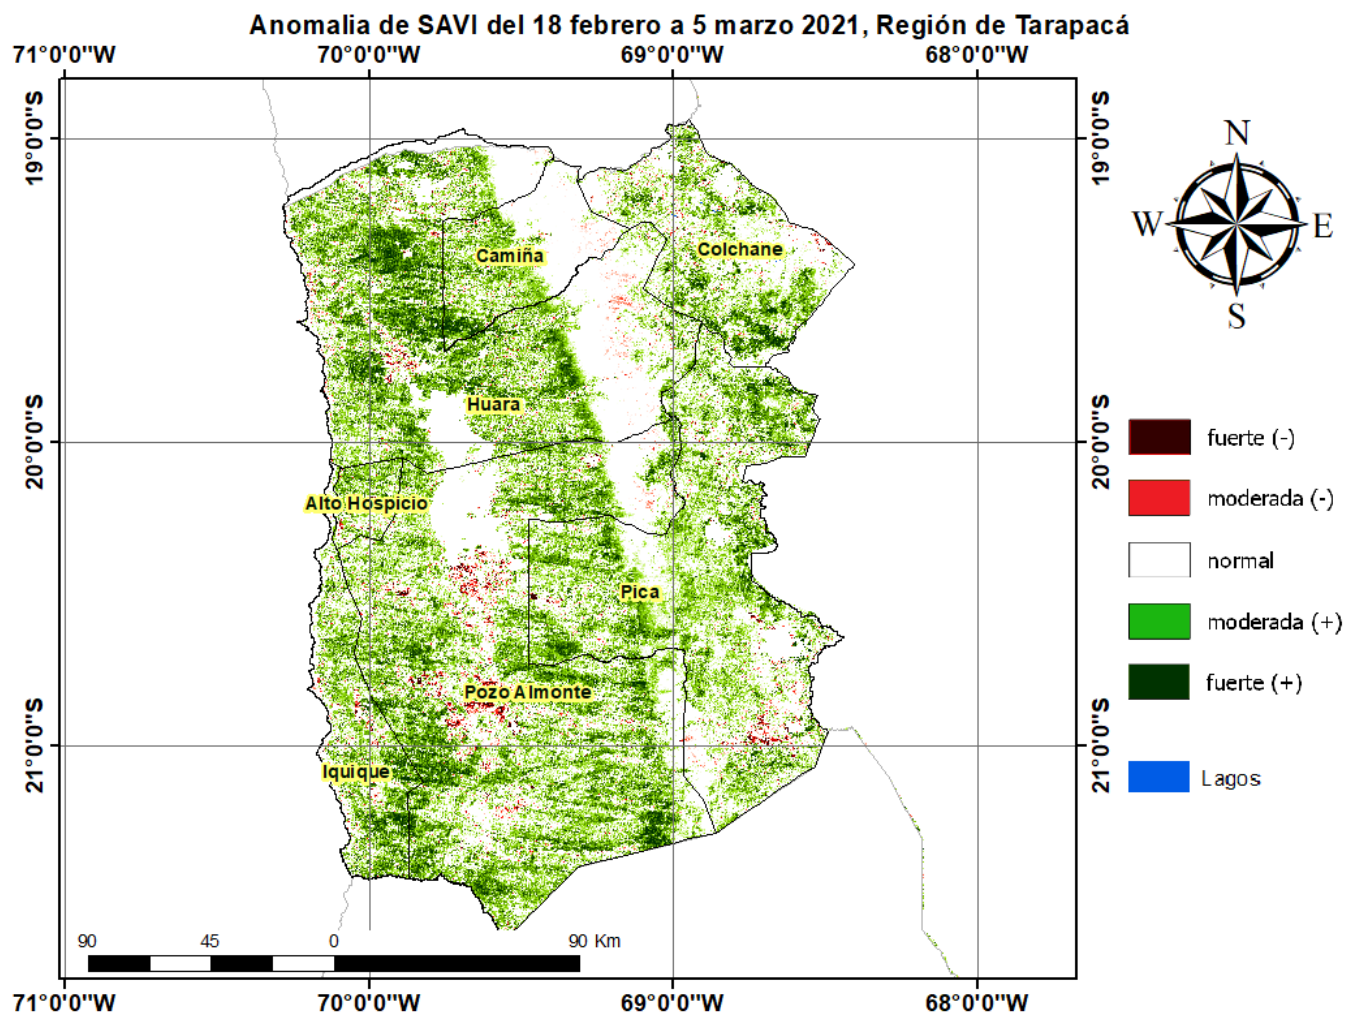 Anomalia de SAVI del 18 febrero a 5 marzo 2021, Región de Tarapacá
71°0'0"W 70°0'0"W 69°0'0"W 68°0'0"W
19°0'0"S 19°0'0"S
N
W E
S
Camiña
Colchane
Huara
20°0'0"S 20°0'0"S
fuerte (-)
Alto Hospicio
moderada (-)
normal
Pica
moderada (+)
fuerte (+)
Pozo Almonte
21°0'0"S 21°0'0"S
Iquique
Lagos
90 45 0 90 Km
71°0'0"W 70°0'0"W 69°0'0"W 68°0'0"W